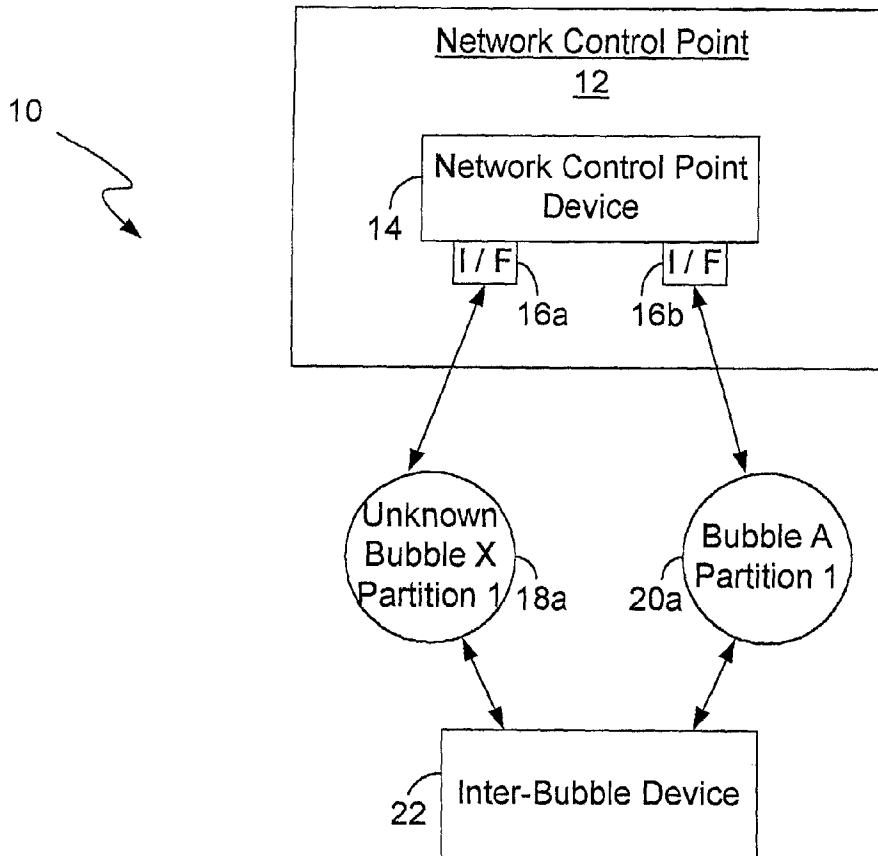 Network Control Point
12
10
Network Control Point
Device
14
I / F
I / F
16a
16b
Unknown
Bubble X
Partition 1
18a
Bubble A
Partition 1
20a
Inter-Bubble Device
22